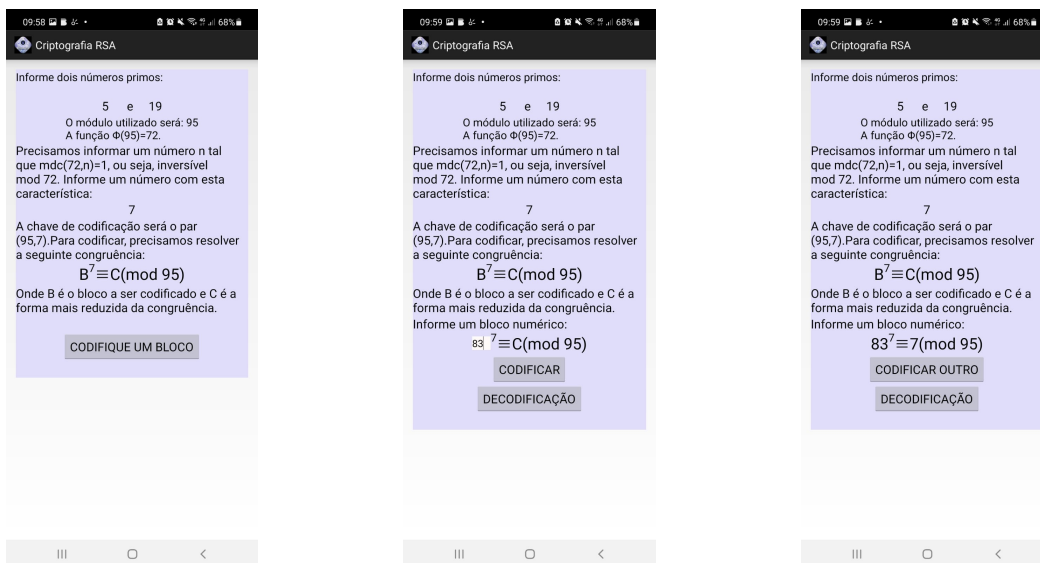 09:58 68%
Criptografia RSA
Informe dois números primos:
5 e 19
O módulo utilizado será: 95
A função Φ(95)=72.
Precisamos informar um número n tal
que mdc(72,n)=1, ou seja, inversível
mod 72. Informe um número com esta
característica:
7
A chave de codificação será o par
(95,7).Para codificar, precisamos resolver
a seguinte congruência:
B⁷≡C(mod 95)
Onde B é o bloco a ser codificado e C é a
forma mais reduzida da congruência.
CODIFIQUE UM BLOCO
09:59 68%
Criptografia RSA
Informe dois números primos:
5 e 19
O módulo utilizado será: 95
A função Φ(95)=72.
Precisamos informar um número n tal
que mdc(72,n)=1, ou seja, inversível
mod 72. Informe um número com esta
característica:
7
A chave de codificação será o par
(95,7).Para codificar, precisamos resolver
a seguinte congruência:
B⁷≡C(mod 95)
Onde B é o bloco a ser codificado e C é a
forma mais reduzida da congruência.
Informe um bloco numérico:
83 ⁷≡C(mod 95)
CODIFICAR
DECODIFICAÇÃO
09:59 68%
Criptografia RSA
Informe dois números primos:
5 e 19
O módulo utilizado será: 95
A função Φ(95)=72.
Precisamos informar um número n tal
que mdc(72,n)=1, ou seja, inversível
mod 72. Informe um número com esta
característica:
7
A chave de codificação será o par
(95,7).Para codificar, precisamos resolver
a seguinte congruência:
B⁷≡C(mod 95)
Onde B é o bloco a ser codificado e C é a
forma mais reduzida da congruência.
Informe um bloco numérico:
83⁷≡7(mod 95)
CODIFICAR OUTRO
DECODIFICAÇÃO